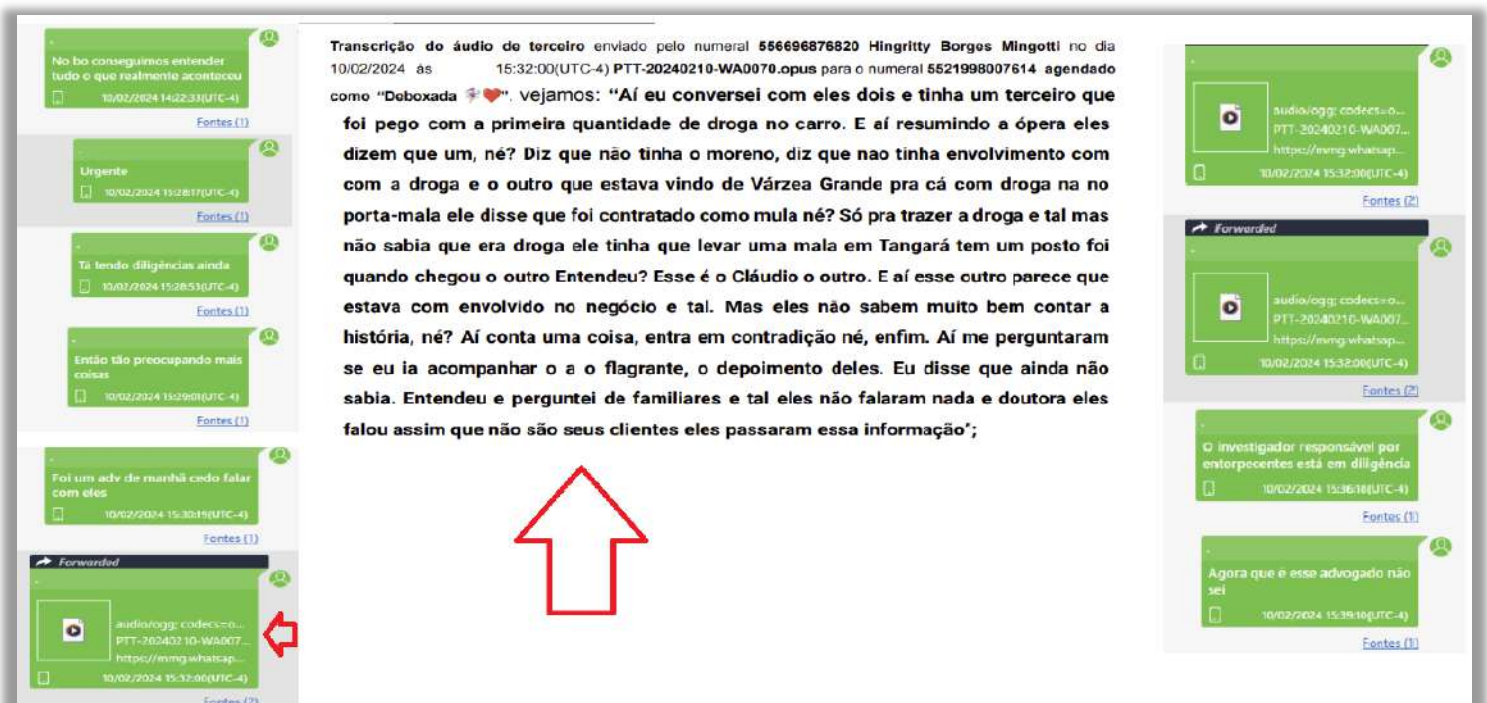 No bo conseguimos entender
tudo o que realmente aconteceu
10/02/2024 14:22:33(UTC-4)
Fontes (1)
Urgente
10/02/2024 15:28:17(UTC-4)
Fontes (1)
Tá tendo diligências ainda
10/02/2024 15:28:53(UTC-4)
Fontes (1)
Então tão preocupando mais
coisas
10/02/2024 15:29:01(UTC-4)
Fontes (1)
Foi um adv de manhã cedo falar
com eles
10/02/2024 15:30:15(UTC-4)
Fontes (1)
Forwarded
audio/ogg; codecs=o...
PTT-20240210-WA007...
https://mmg.whatsap...
10/02/2024 15:32:00(UTC-4)
Fontes (2)
Transcrição do áudio de terceiro enviado pelo numeral 556696876820 Hingritty Borges Mingotti no dia
10/02/2024 às 15:32:00(UTC-4) PTT-20240210-WA0070.opus para o numeral 5521998007614 agendado
como “Deboxada 🧚❤️”. vejamos: “Aí eu conversei com eles dois e tinha um terceiro que
foi pego com a primeira quantidade de droga no carro. E aí resumindo a ópera eles
dizem que um, né? Diz que não tinha o moreno, diz que nao tinha envolvimento com
com a droga e o outro que estava vindo de Várzea Grande pra cá com droga na no
porta-mala ele disse que foi contratado como mula né? Só pra trazer a droga e tal mas
não sabia que era droga ele tinha que levar uma mala em Tangará tem um posto foi
quando chegou o outro Entendeu? Esse é o Cláudio o outro. E aí esse outro parece que
estava com envolvido no negócio e tal. Mas eles não sabem muito bem contar a
história, né? Aí conta uma coisa, entra em contradição né, enfim. Aí me perguntaram
se eu ia acompanhar o a o flagrante, o depoimento deles. Eu disse que ainda não
sabia. Entendeu e perguntei de familiares e tal eles não falaram nada e doutora eles
falou assim que não são seus clientes eles passaram essa informação”;
audio/ogg; codecs=o...
PTT-20240210-WA007...
https://mmg.whatsap...
10/02/2024 15:32:00(UTC-4)
Fontes (2)
Forwarded
audio/ogg; codecs=o...
PTT-20240210-WA007...
https://mmg.whatsap...
10/02/2024 15:32:00(UTC-4)
Fontes (2)
O investigador responsável por
entorpecentes está em diligência
10/02/2024 15:36:18(UTC-4)
Fontes (1)
Agora que é esse advogado não
sei
10/02/2024 15:39:10(UTC-4)
Fontes (1)